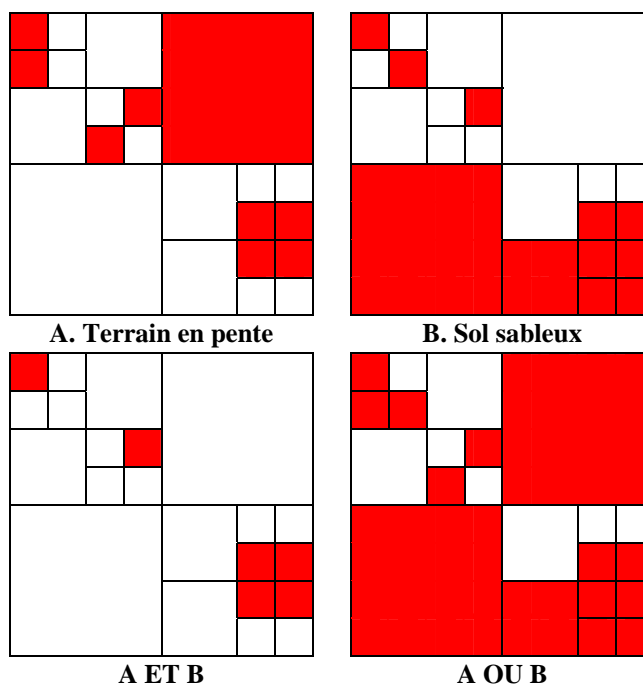 A. Terrain en pente
B. Sol sableux
A ET B
A OU B